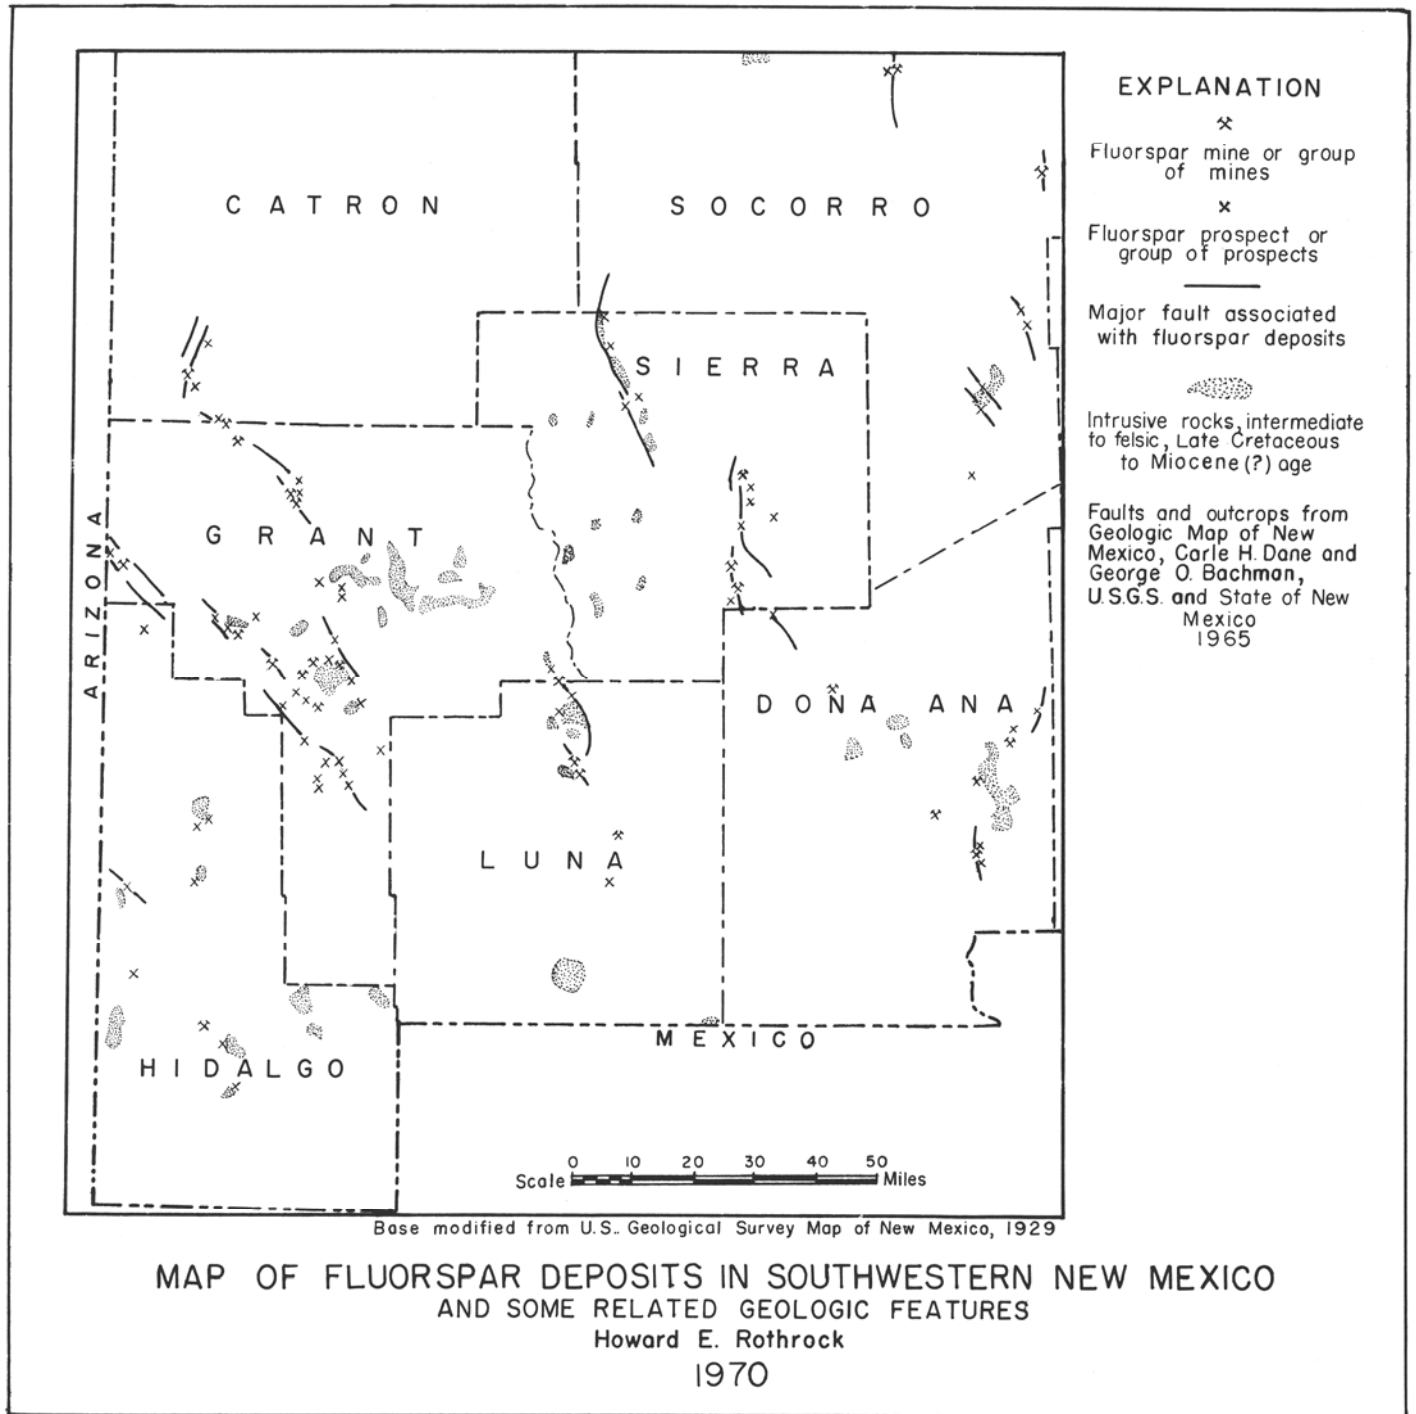 CATRON
SOCORRO
SIERRA
ARIZONA
GRANT
DONA ANA
LUNA
MEXICO
HIDALGO
0 10 20 30 40 50
Scale Miles
Base modified from U.S.. Geological Survey Map of New Mexico, 1929
EXPLANATION
Fluorspar mine or group
of mines
Fluorspar prospect or
group of prospects
Major fault associated
with fluorspar deposits
Intrusive rocks, intermediate
to felsic, Late Cretaceous
to Miocene (?) age
Faults and outcrops from
Geologic Map of New
Mexico, Carle H. Dane and
George O. Bachman,
U.S.G.S. and State of New
Mexico
1965
MAP OF FLUORSPAR DEPOSITS IN SOUTHWESTERN NEW MEXICO
AND SOME RELATED GEOLOGIC FEATURES
Howard E. Rothrock
1970